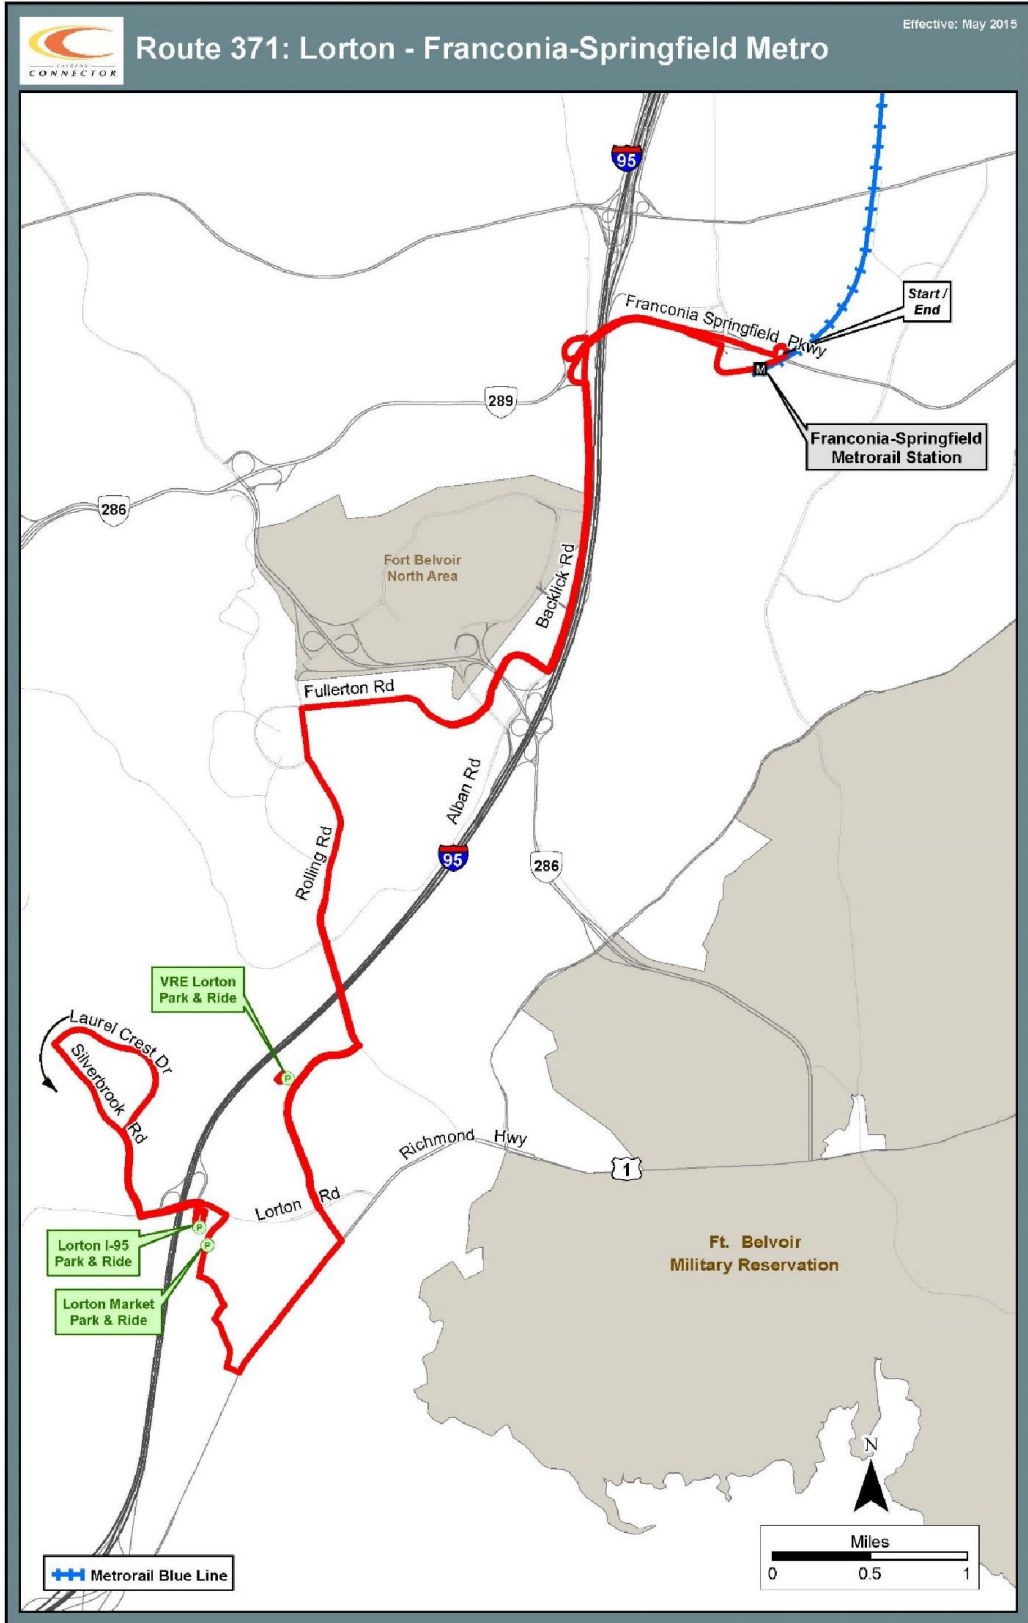 Effective: May 2015
CONNECTOR
Route 371: Lorton - Franconia-Springfield Metro
95
Start /
End
Franconia Springfield Pkwy
M
289
Franconia-Springfield
Metrorail Station
286
Fort Belvoir
North Area
Backlick Rd
Fullerton Rd
Alban Rd
Rolling Rd
95
286
VRE Lorton
Park & Ride
Laurel Crest Dr
Silverbrook Rd
P
Richmond Hwy
1
Lorton Rd
P
Lorton I-95
Park & Ride
P
Ft. Belvoir
Military Reservation
Lorton Market
Park & Ride
N
Miles
0 0.5 1
Metrorail Blue Line